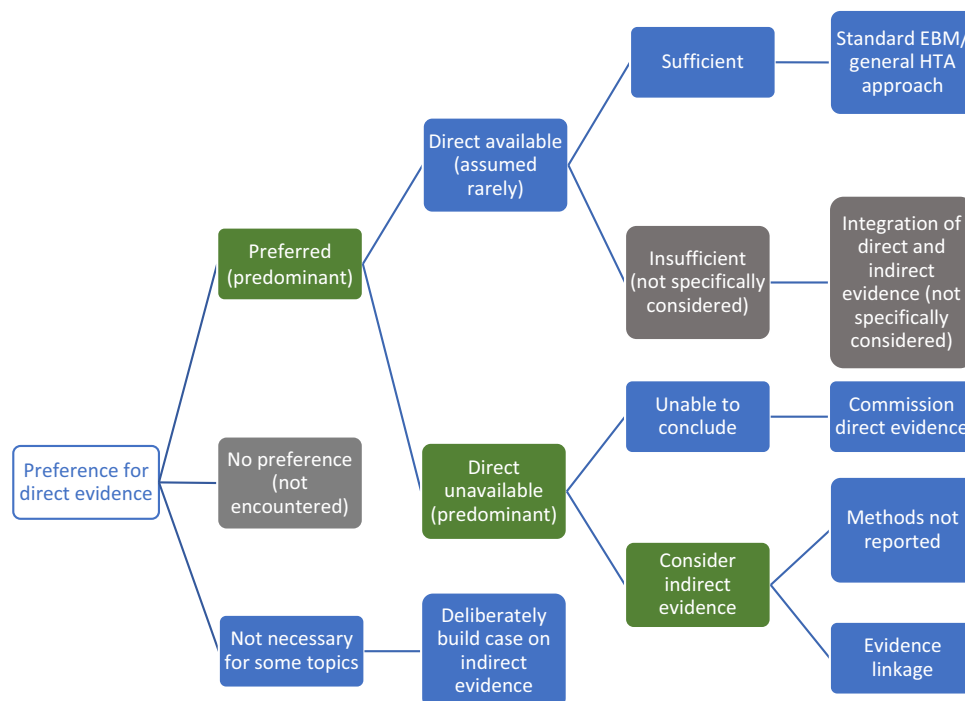 Preference for
direct evidence
Preferred
(predominant)
No preference
(not
encountered)
Not necessary
for some topics
Direct available
(assumed
rarely)
Direct
unavailable
(predominant)
Deliberately
build case on
indirect
evidence
Sufficient
Insufficient
(not specifically
considered)
Unable to
conclude
Consider
indirect
evidence
Standard EBM/
general HTA
approach
Integration of
direct and
indirect
evidence (not
specifically
considered)
Commission
direct evidence
Methods not
reported
Evidence
linkage